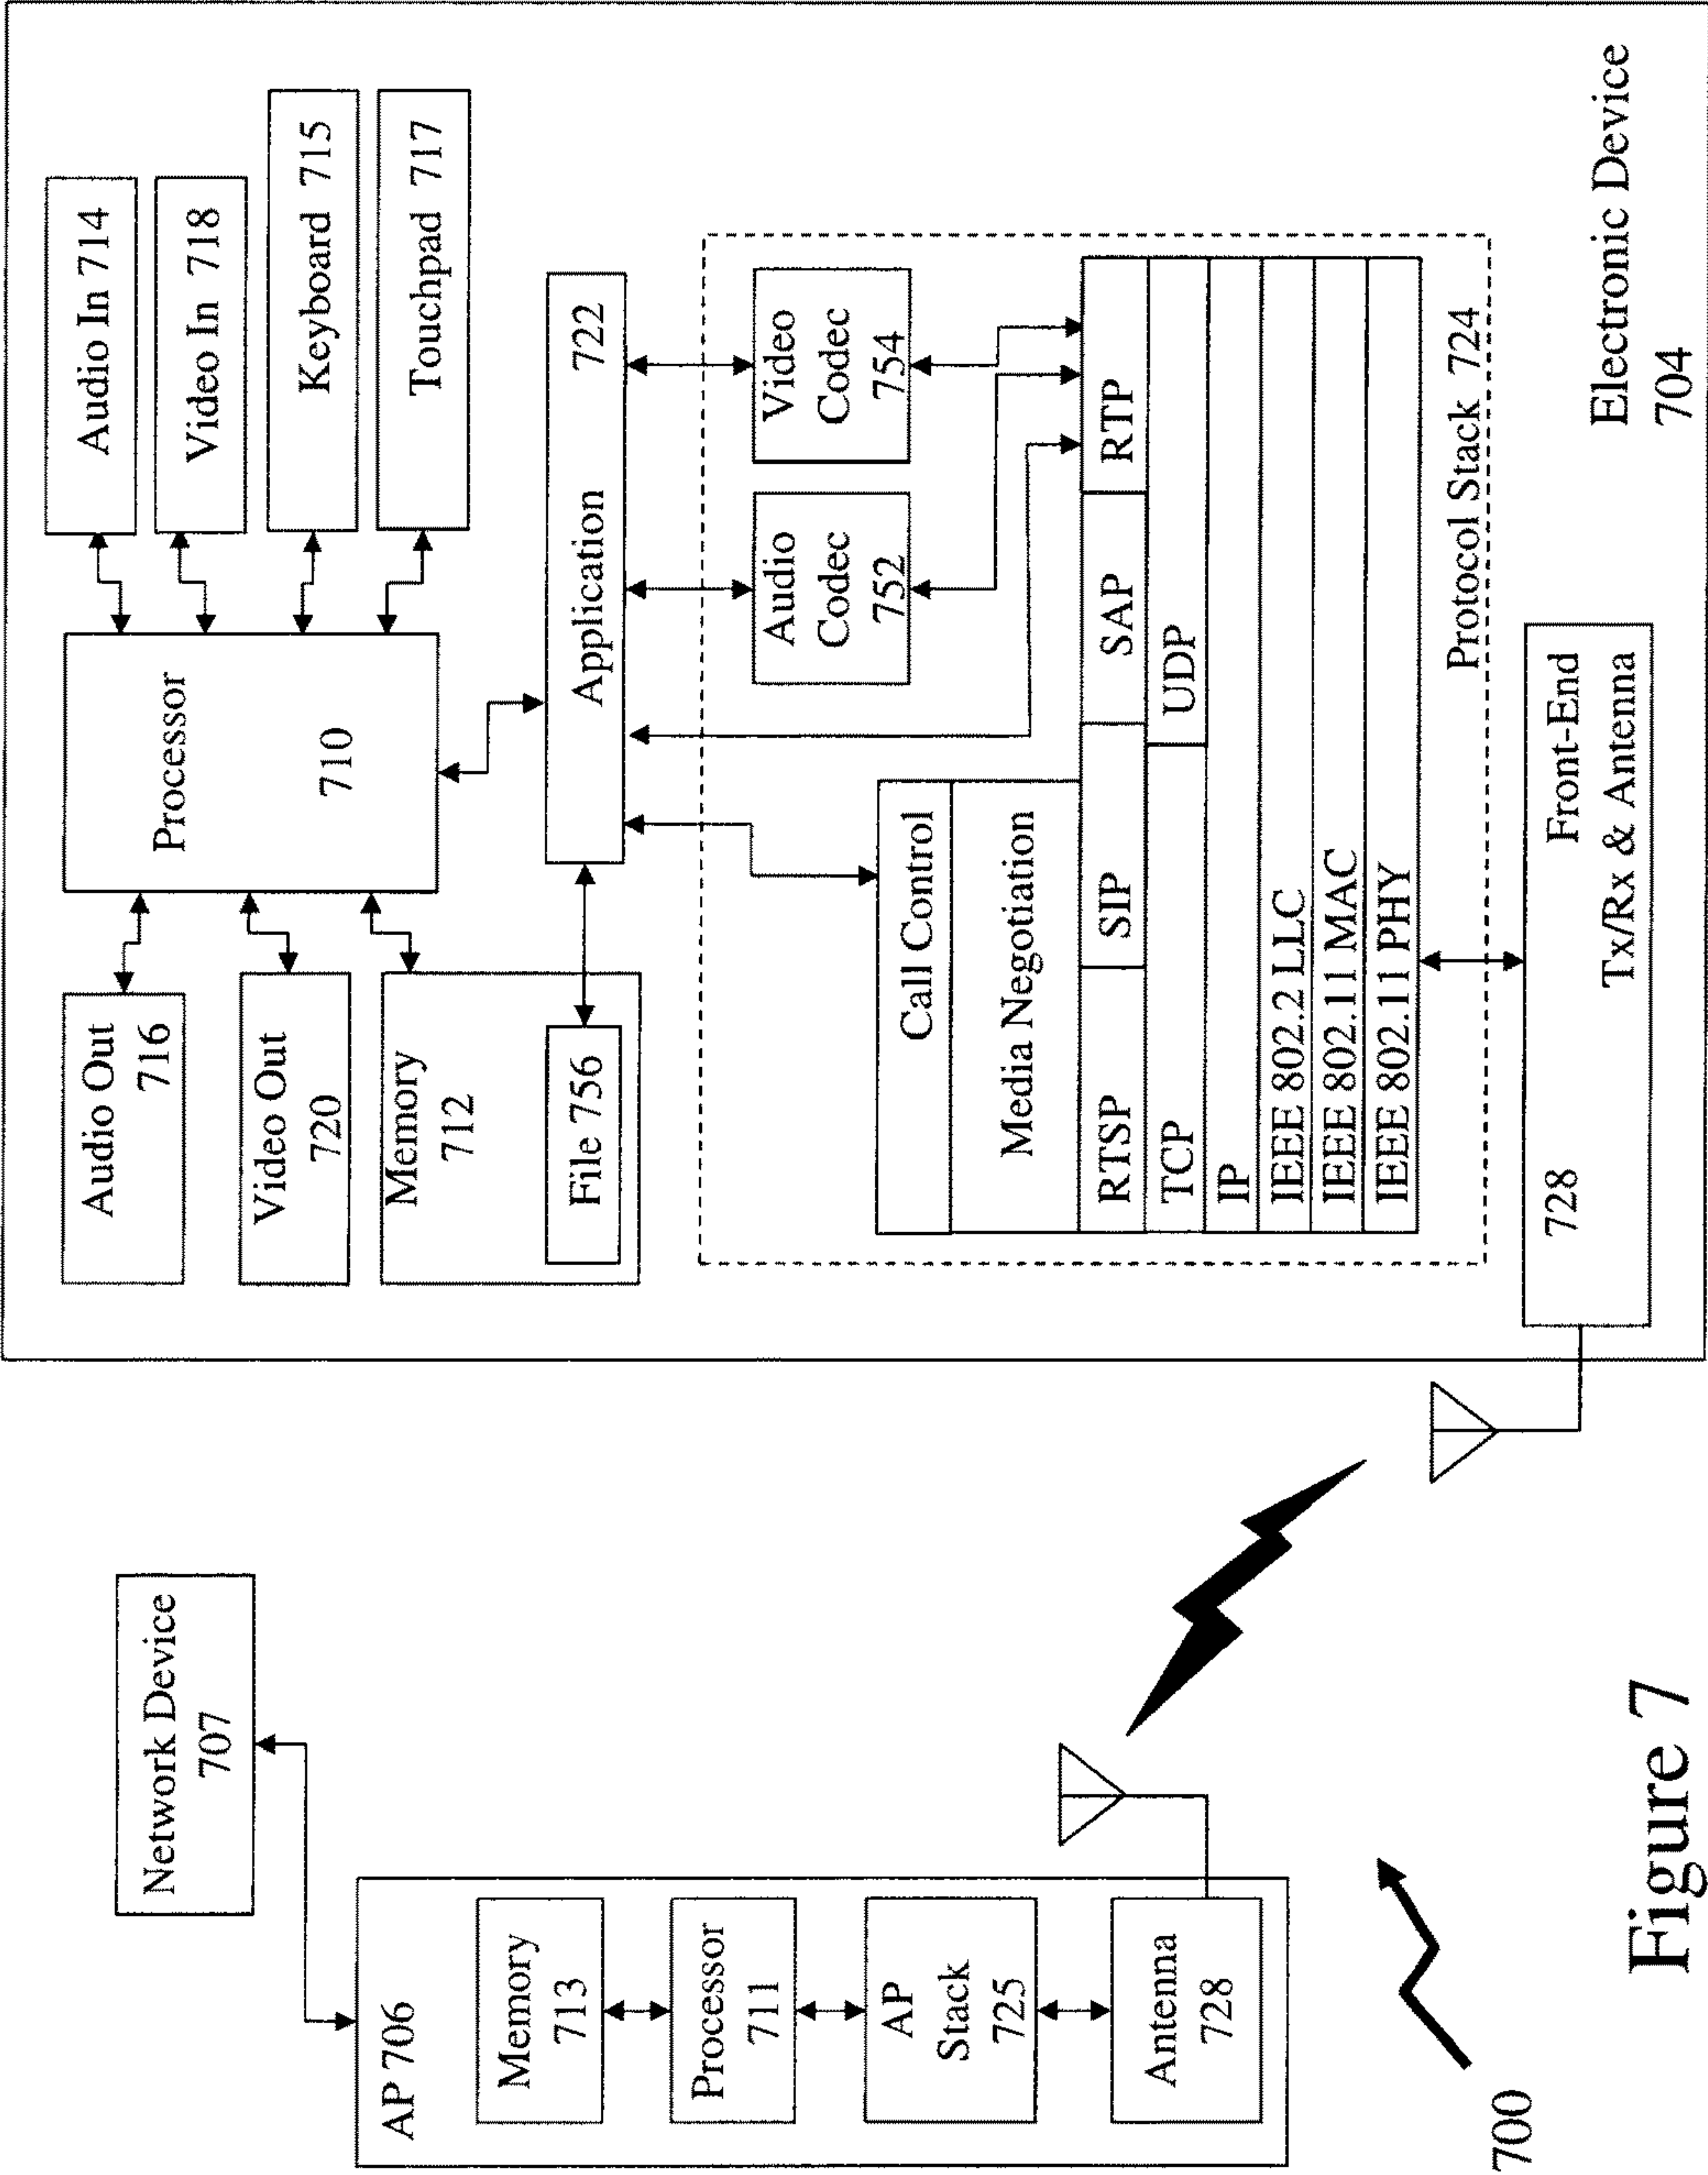 Network Device
707
AP 706
Memory
713
Processor
711
AP
Stack
725
Antenna
728
700
Audio Out
716
Video Out
720
Memory
712
File 756
Processor
710
Audio In 714
Video In 718
Keyboard 715
Touchpad 717
Application 722
Audio
Codec
752
Video
Codec
754
Call Control
Media Negotiation
RTSP SIP SAP RTP
TCP UDP
IP
IEEE 802.2 LLC
IEEE 802.11 MAC
IEEE 802.11 PHY
Protocol Stack 724
728 Front-End
Tx/Rx & Antenna
Electronic Device
704
Figure 7